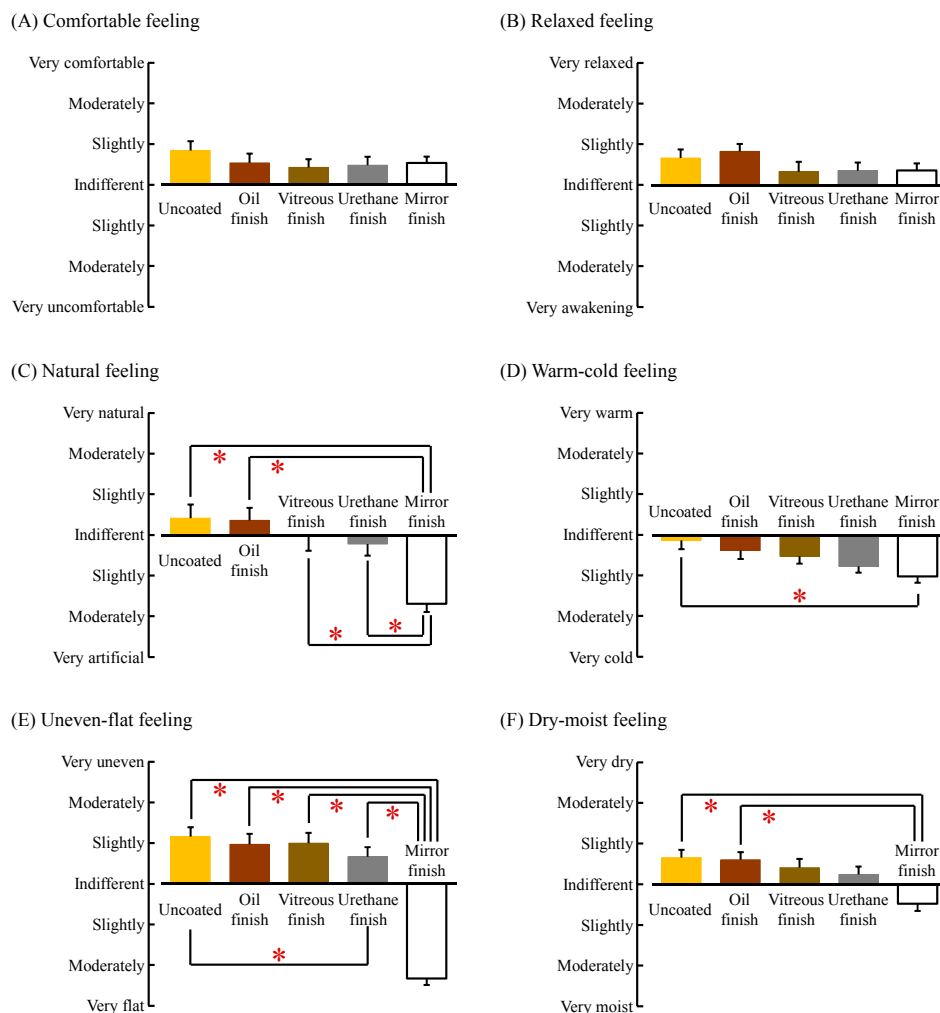 (A) Comfortable feeling
Very comfortable
Moderately
Slightly
Indifferent
Slightly
Moderately
Very uncomfortable
Uncoated
Oil
finish
Vitreous
finish
Urethane
finish
Mirror
finish
(B) Relaxed feeling
Very relaxed
Moderately
Slightly
Indifferent
Slightly
Moderately
Very awakening
Uncoated
Oil
finish
Vitreous
finish
Urethane
finish
Mirror
finish
(C) Natural feeling
Very natural
Moderately
Slightly
Indifferent
Slightly
Moderately
Very artificial
*
*
Vitreous
finish
Urethane
finish
Mirror
finish
Uncoated
Oil
finish
*
*
(D) Warm-cold feeling
Very warm
Moderately
Slightly
Indifferent
Slightly
Moderately
Very cold
Uncoated
Oil
finish
Vitreous
finish
Urethane
finish
Mirror
finish
*
(E) Uneven-flat feeling
Very uneven
Moderately
Slightly
Indifferent
Slightly
Moderately
Very flat
*
*
*
*
Mirror
finish
Uncoated
Oil
finish
Vitreous
finish
Urethane
finish
*
(F) Dry-moist feeling
Very dry
Moderately
Slightly
Indifferent
Slightly
Moderately
Very moist
*
*
Mirror
finish
Uncoated
Oil
finish
Vitreous
finish
Urethane
finish